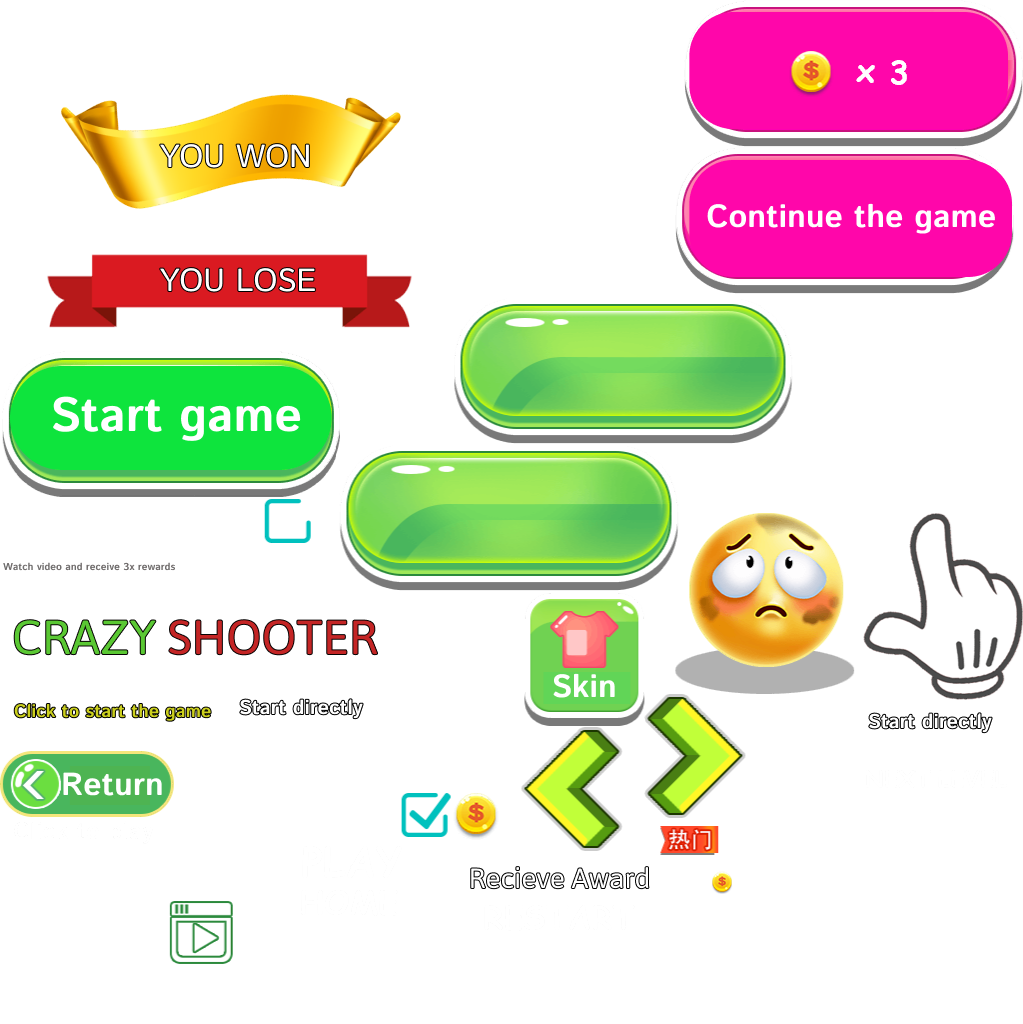 × 3
YOU WON
Continue the game
YOU LOSE
Start game
Watch video and receive 3x rewards
CRAZY SHOOTER
Skin
Click to start the game
Start directly
Start directly
Return
热门
Recieve Award